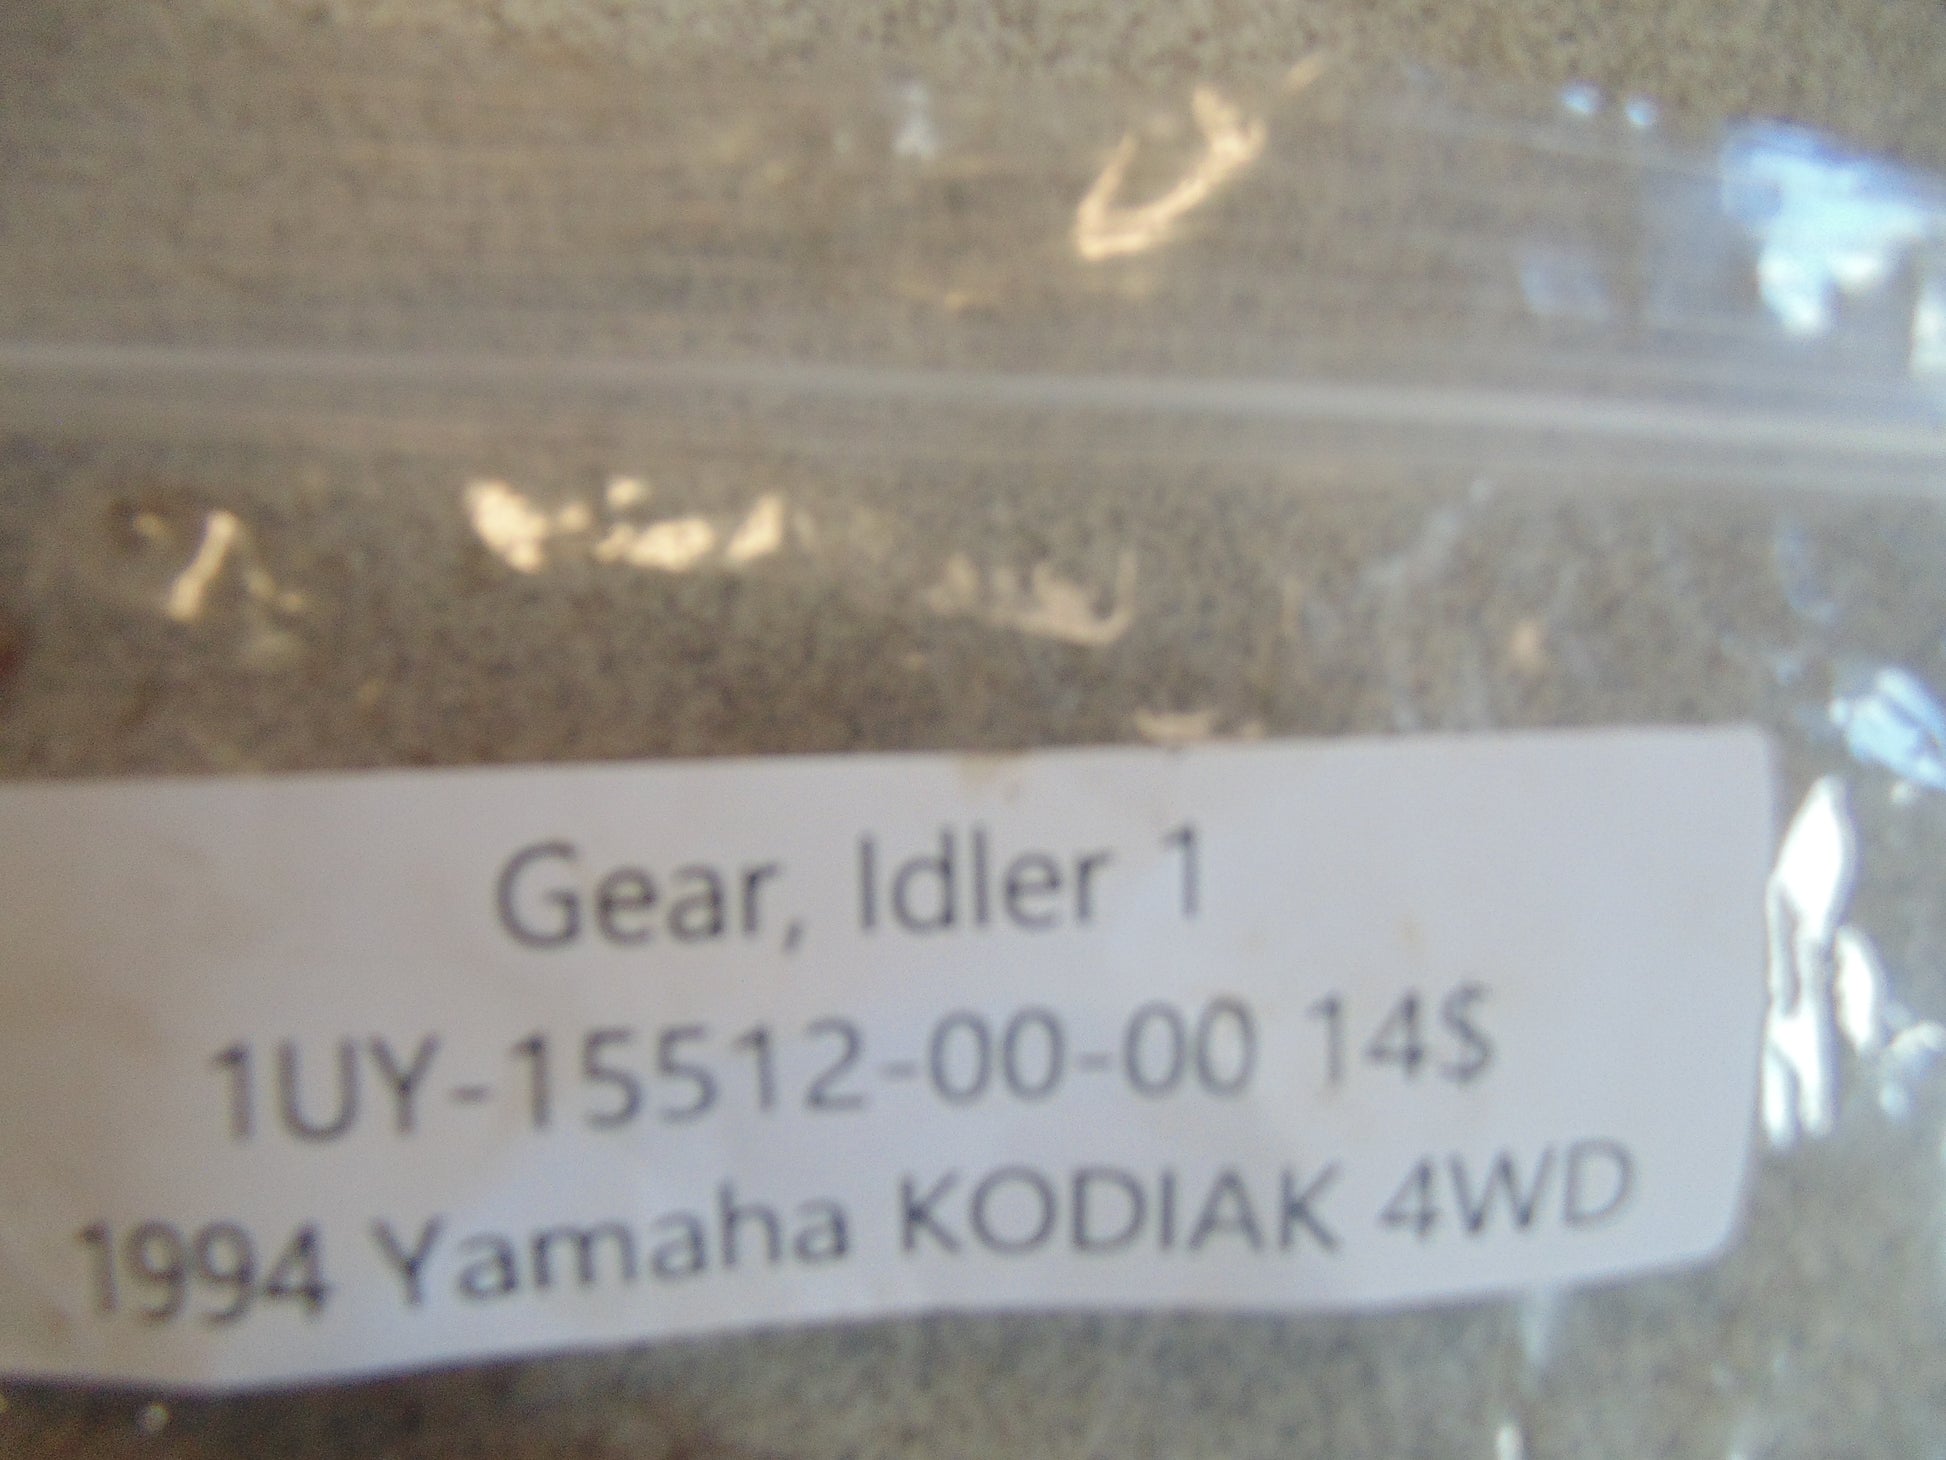 Gear, Idler 1
1UY-15512-00-00 14$
1994 Yamaha KODIAK 4WD